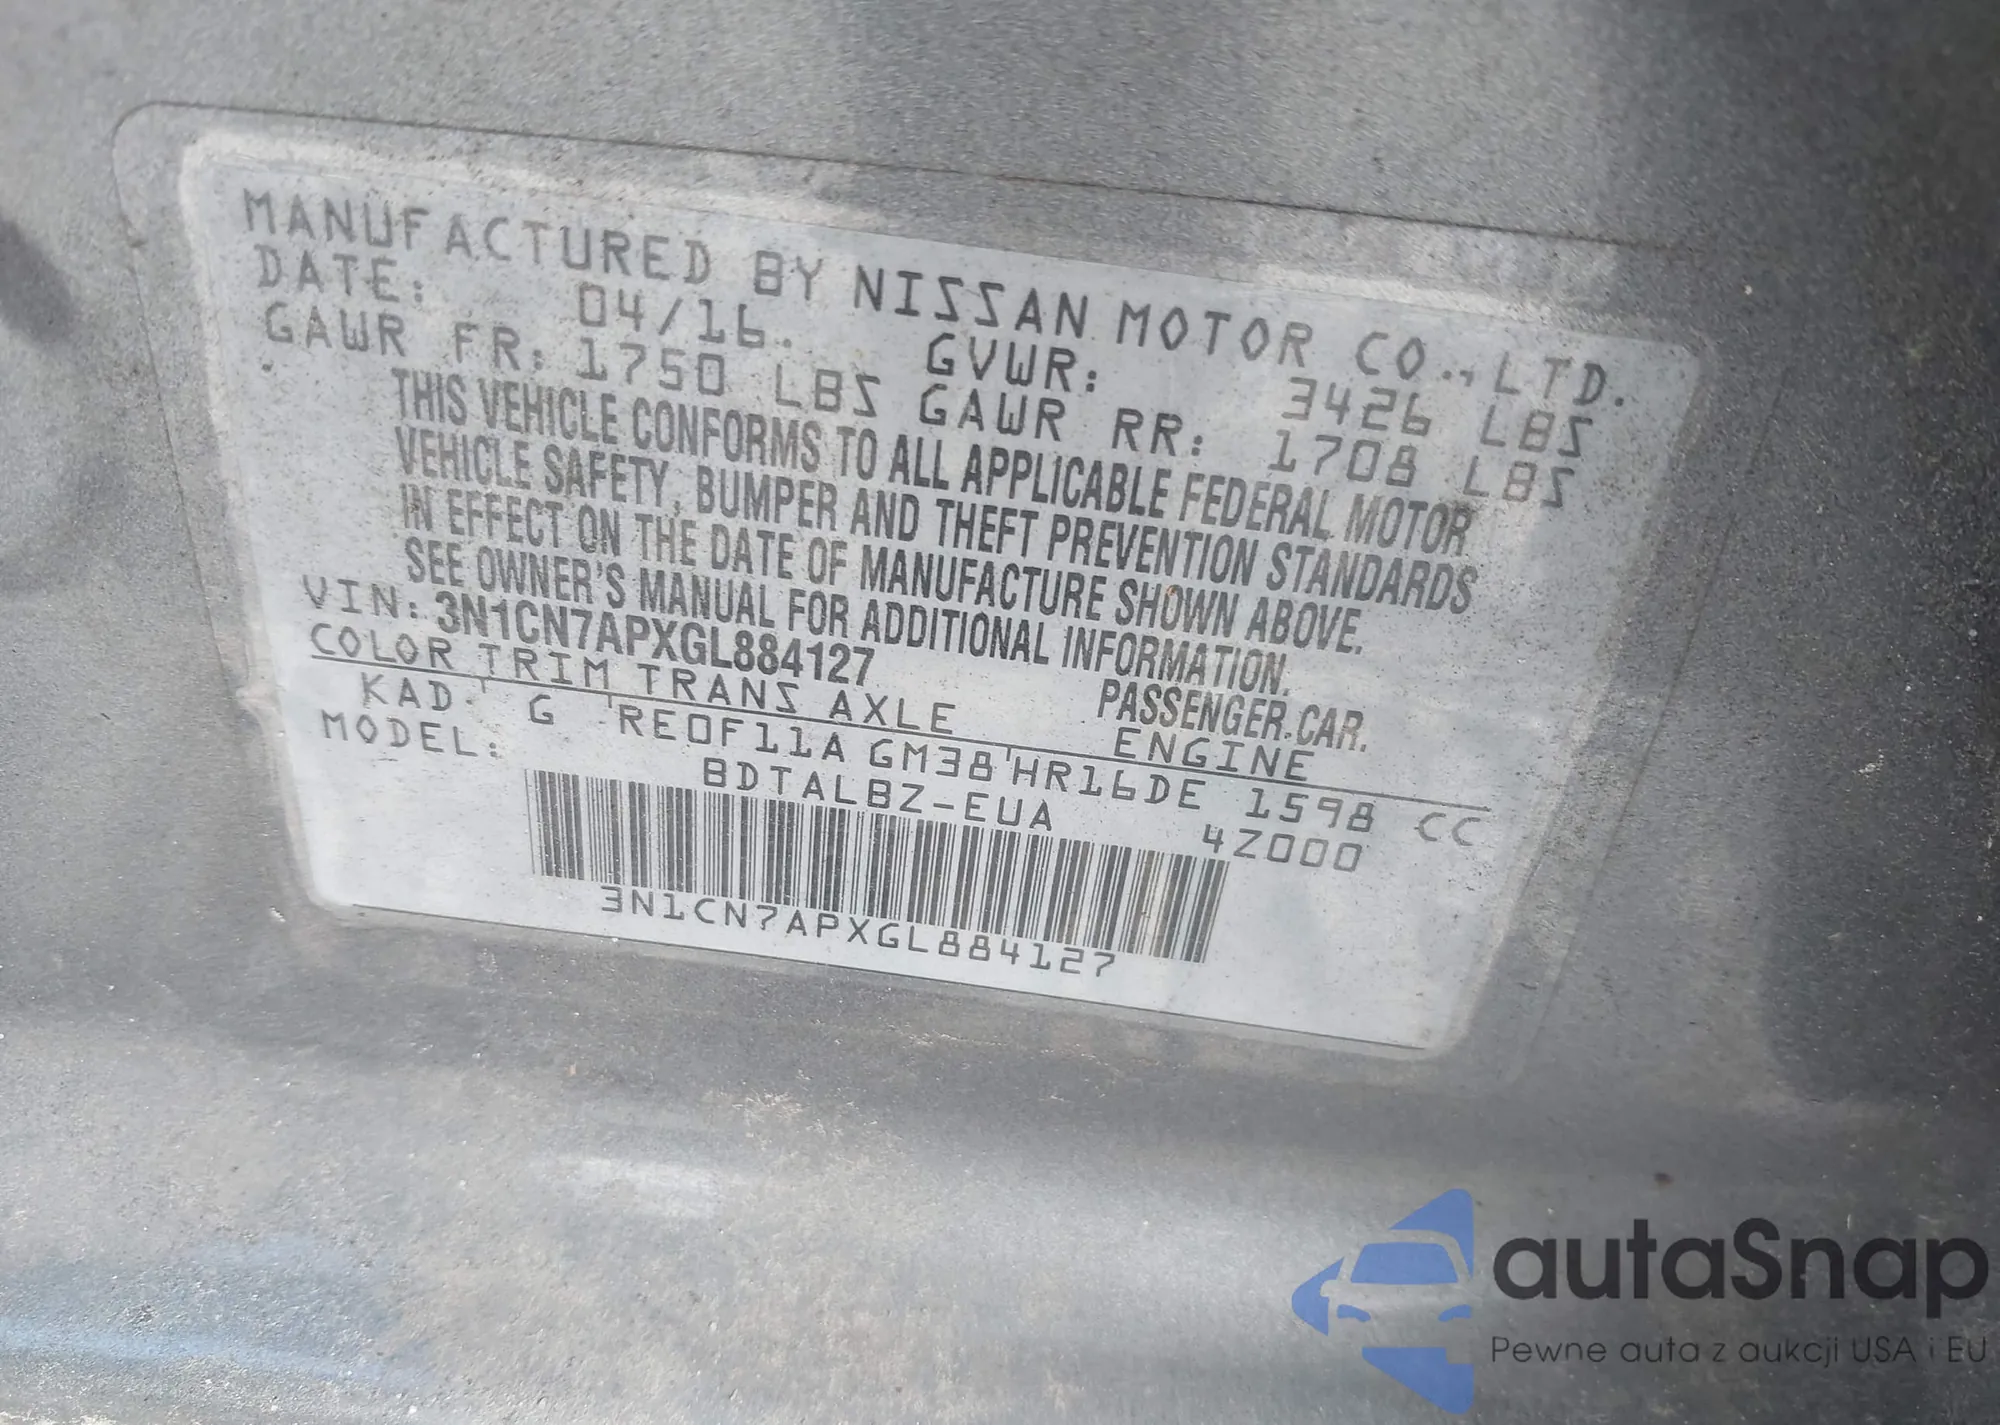 MANUFACTURED BY NISSAN MOTOR CO., LTD.
DATE: 04/16. GVWR: 3426 LBS
GAWR FR: 1750 LBS GAWR RR: 1708 LBS
THIS VEHICLE CONFORMS TO ALL APPLICABLE FEDERAL MOTOR
VEHICLE SAFETY, BUMPER AND THEFT PREVENTION STANDARDS
IN EFFECT ON THE DATE OF MANUFACTURE SHOWN ABOVE.
SEE OWNER'S MANUAL FOR ADDITIONAL INFORMATION.
VIN: 3N1CN7APXGL884127 PASSENGER.CAR.
COLOR TRIM TRANS AXLE ENGINE
KAD G RE0F11A GM38 HR16DE 1598 CC
MODEL: BDTALBZ-EUA 4Z000
3N1CN7APXGL884127
autaSnap
Pewne auta z aukcji USA i EU